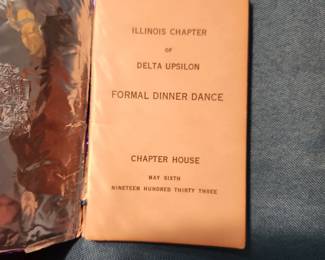 ILLINOIS CHAPTER
OF
DELTA UPSILON
FORMAL DINNER DANCE
CHAPTER HOUSE
MAY SIXTH
NINETEEN HUNDRED THIRTY THREE